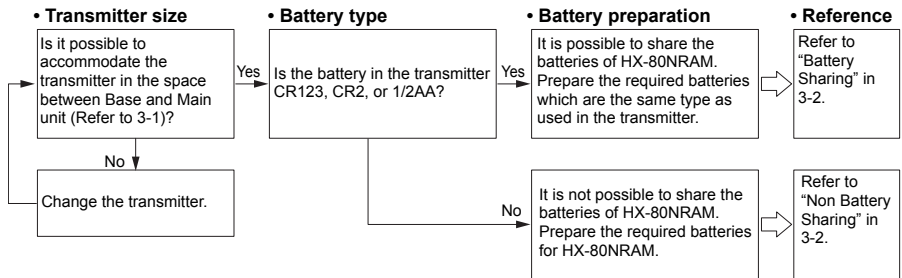 • Transmitter size
• Battery type
• Battery preparation
• Reference
Is it possible to
accommodate the
transmitter in the space
between Base and Main
unit (Refer to 3-1)?
Yes
Is the battery in the transmitter
CR123, CR2, or 1/2AA?
Yes
It is possible to share the
batteries of HX-80NRAM.
Prepare the required batteries
which are the same type as
used in the transmitter.
Refer to
“Battery
Sharing” in
3-2.
No
Change the transmitter.
No
It is not possible to share the
batteries of HX-80NRAM.
Prepare the required batteries
for HX-80NRAM.
Refer to
“Non Battery
Sharing” in
3-2.